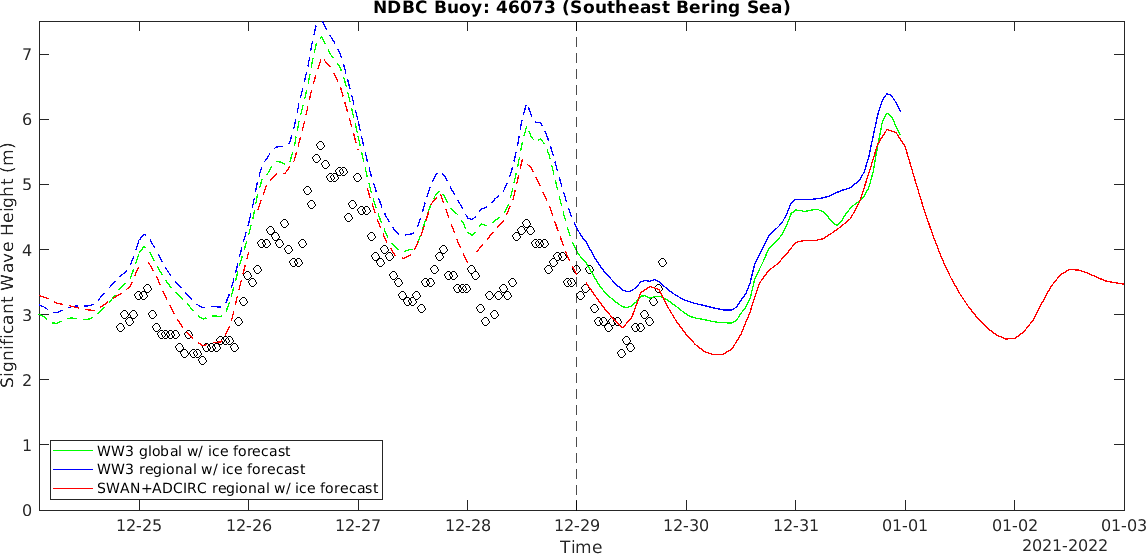 NDBC Buoy: 46073 (Southeast Bering Sea)
Significant Wave Height (m)
7
6
5
4
3
2
1
0
WW3 global w/ ice forecast
WW3 regional w/ ice forecast
SWAN+ADCIRC regional w/ ice forecast
12-25 12-26 12-27 12-28 12-29 12-30 12-31 01-01 01-02 01-03
Time
2021-2022